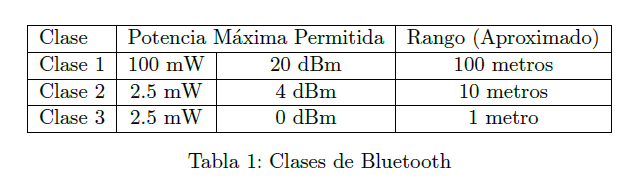 Clase Potencia Máxima Permitida Rango (Aproximado)
Clase 1 100 mW 20 dBm 100 metros
Clase 2 2.5 mW 4 dBm 10 metros
Clase 3 2.5 mW 0 dBm 1 metro
Tabla 1: Clases de Bluetooth